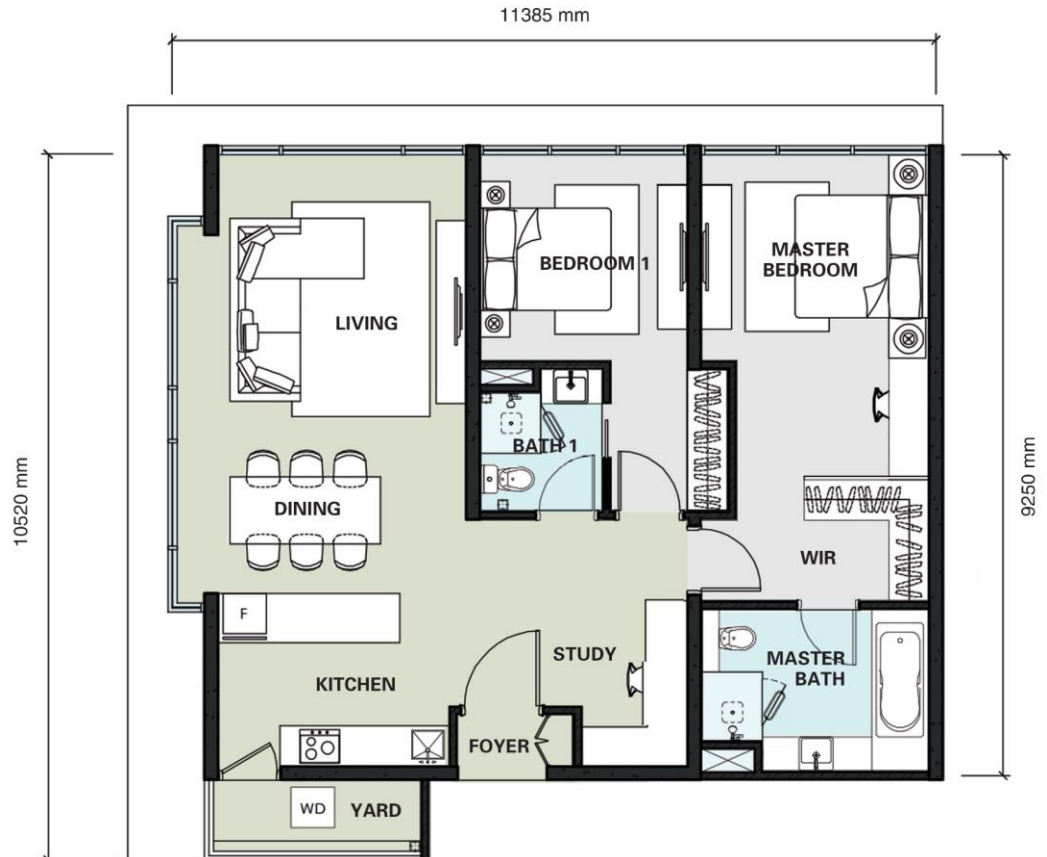 11385 mm
MASTER
BEDROOM
BEDROOM 1
LIVING
BATH 1
DINING
10520 mm
9250 mm
WIR
F
STUDY
MASTER
BATH
KITCHEN
FOYER
WD
YARD